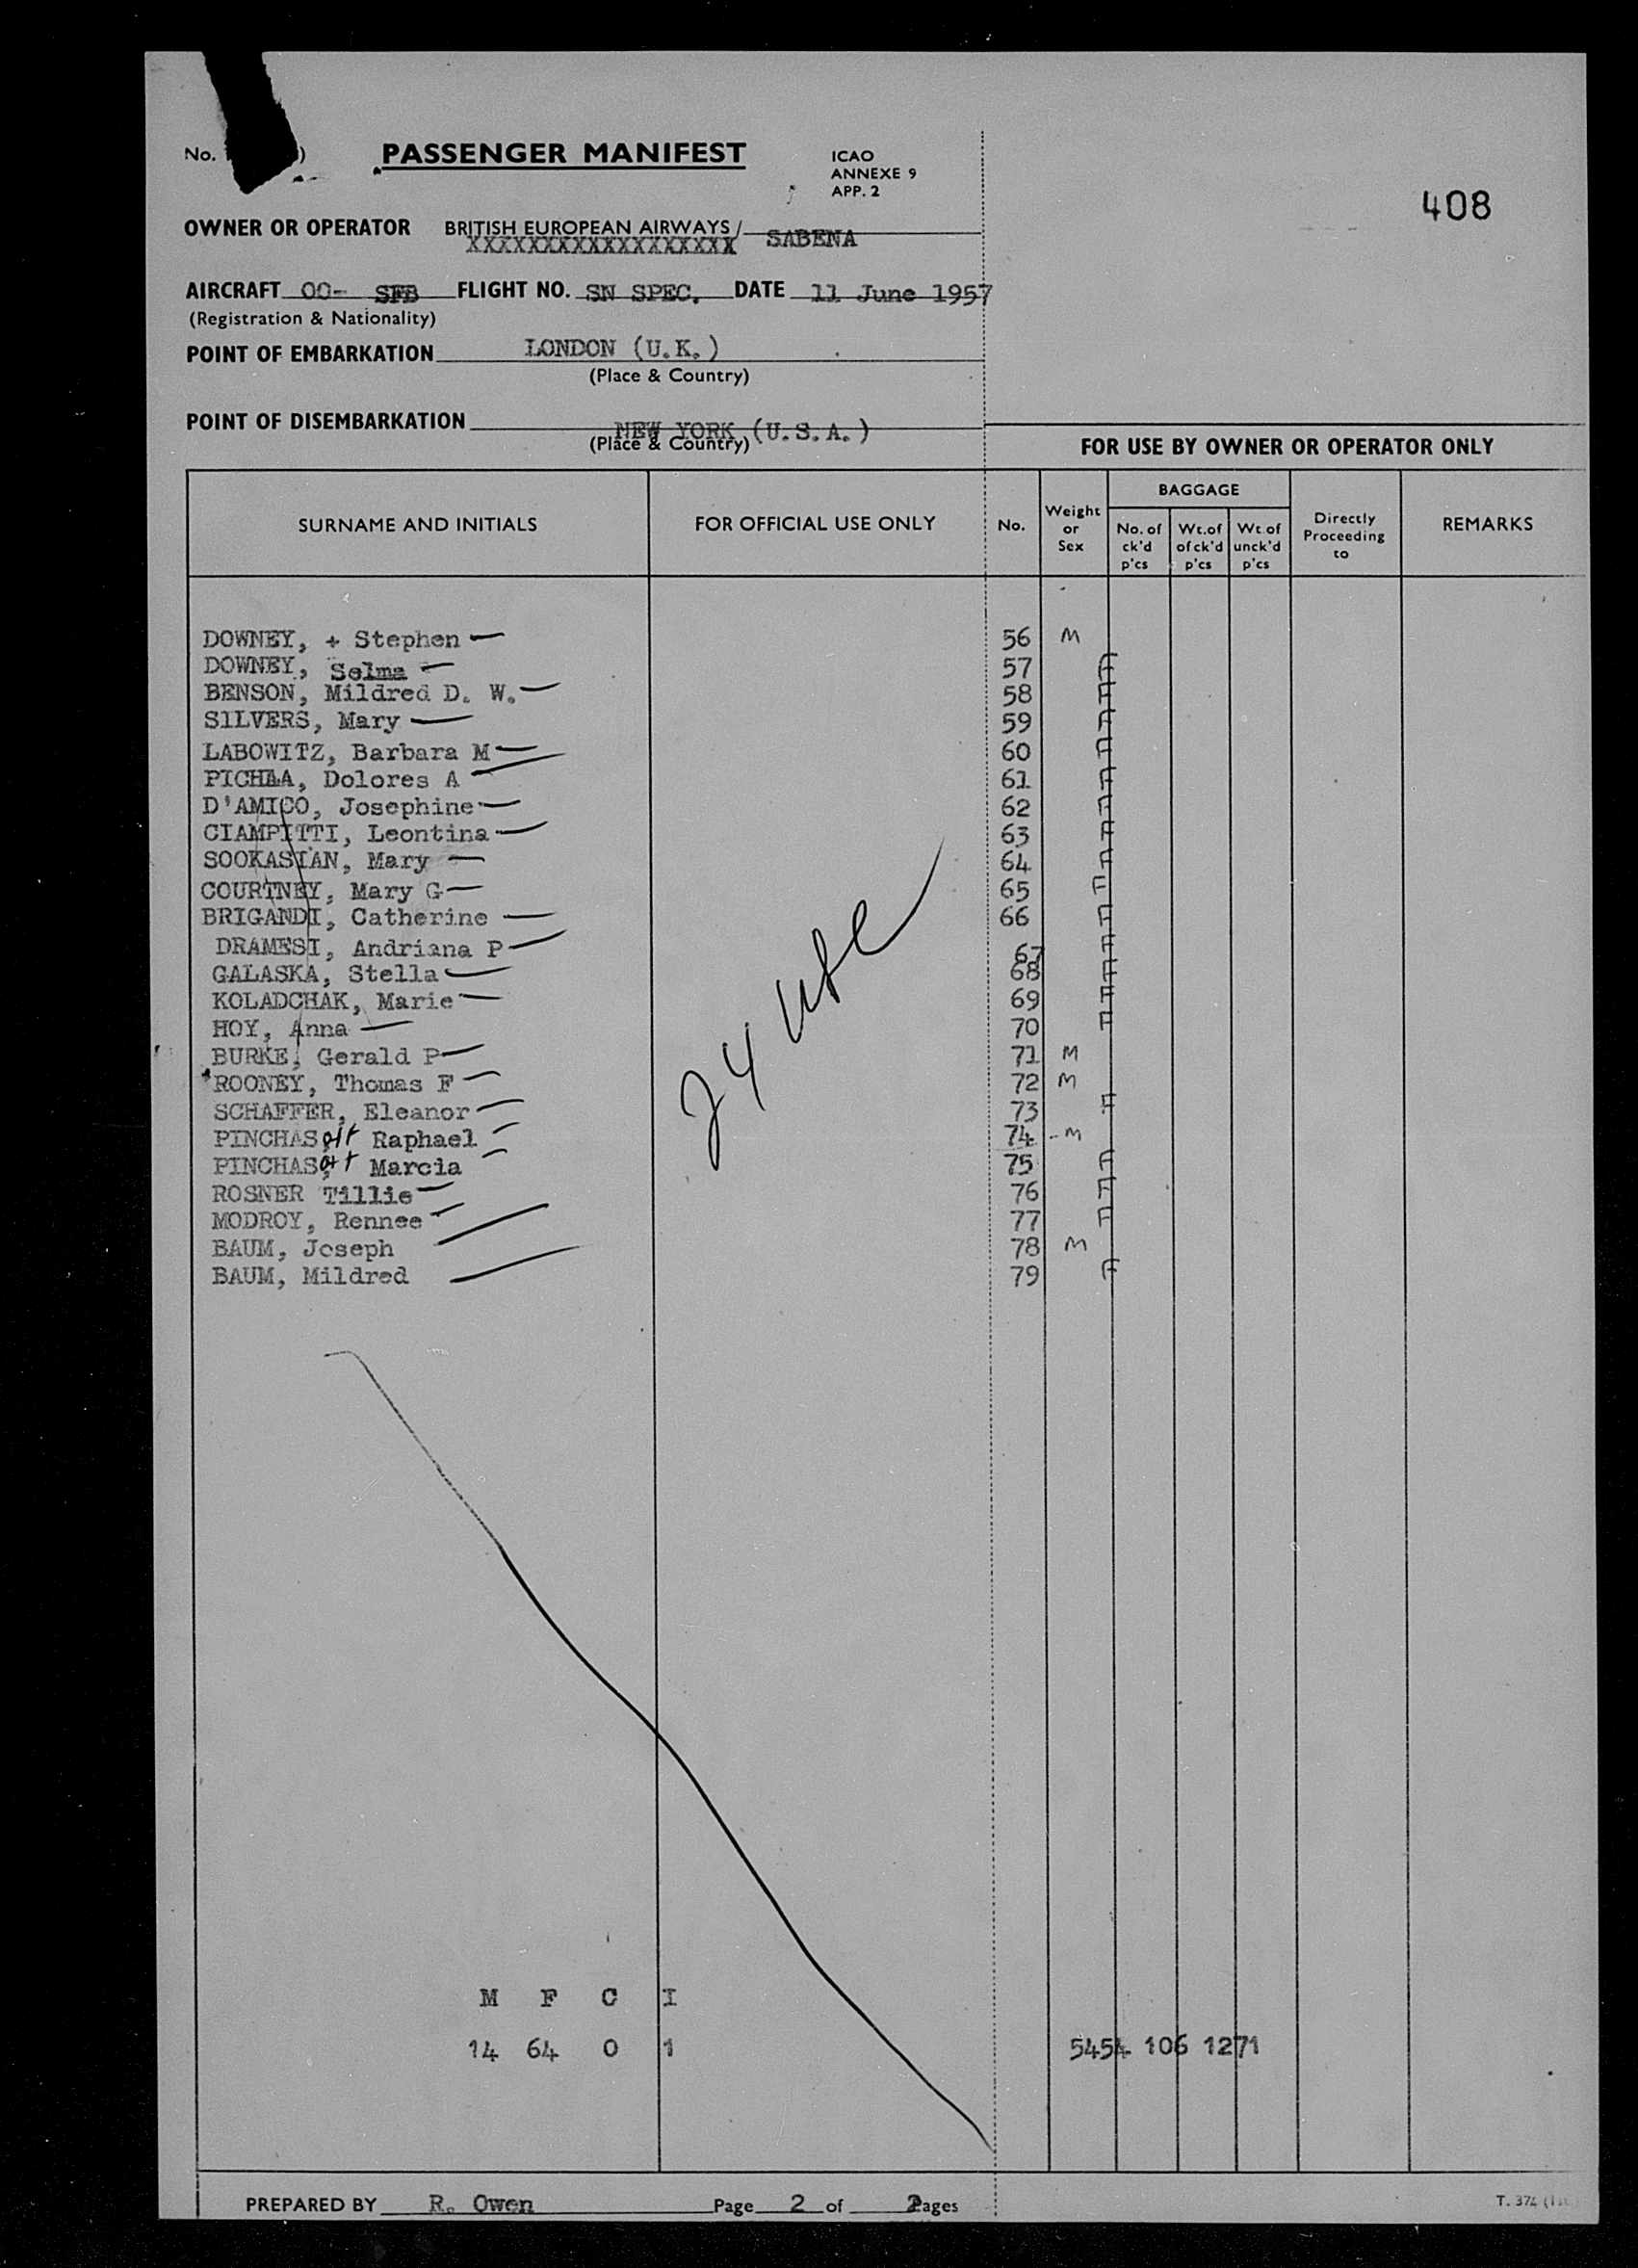 No. )
PASSENGER MANIFEST
ICAO
ANNEXE 9
APP. 2
408
OWNER OR OPERATOR BRITISH EUROPEAN AIRWAYS/ SABENA
XXXXXXXXXXXXXXXXXX
AIRCRAFT OO- SFB FLIGHT NO. SN SPEC. DATE 11 June 1957
(Registration & Nationality)
POINT OF EMBARKATION LONDON (U.K.)
(Place & Country)
POINT OF DISEMBARKATION NEW YORK (U.S.A.)
(Place & Country)
FOR USE BY OWNER OR OPERATOR ONLY
SURNAME AND INITIALS FOR OFFICIAL USE ONLY No. Weight or Sex BAGGAGE No. of ck'd p'cs Wt.of of ck'd p'cs Wt.of unck'd p'cs Directly Proceeding to REMARKS
DOWNEY, + Stephen 56 M
DOWNEY, Selma 57 F
BENSON, Mildred D. W. 58 F
SILVERS, Mary 59 F
LABOWITZ, Barbara M 60 F
Dolores A 61 F
D'AMICO, Josephine 62 F
CIAMPITTI, Leontina 63 F
SOOKASIAN, Mary 64 F
COURTNEY, Mary G 65 F
BRIGANDI, Catherine 66 F
DRAMESI, Andriana P 67 F
GALASKA, Stella 68 F
KOLADCHAK, Marie 69 F
HOY, Anna 70 F
BURKE, Gerald P 71 M
ROONEY, Thomas F 72 M
SCHAFFER, Eleanor 73 F
PINCHAS Raphael 74 - M
PINCHAS Marcia 75 F
ROSNER Tillie 76 F
MODROY, Rennee 77 F
BAUM, Joseph 78 M
BAUM, Mildred 79 F
24
M F C I
14 64 0 1 5454 106 1271
PREPARED BY R. Owen Page 2 of 2 Pages
T. 374